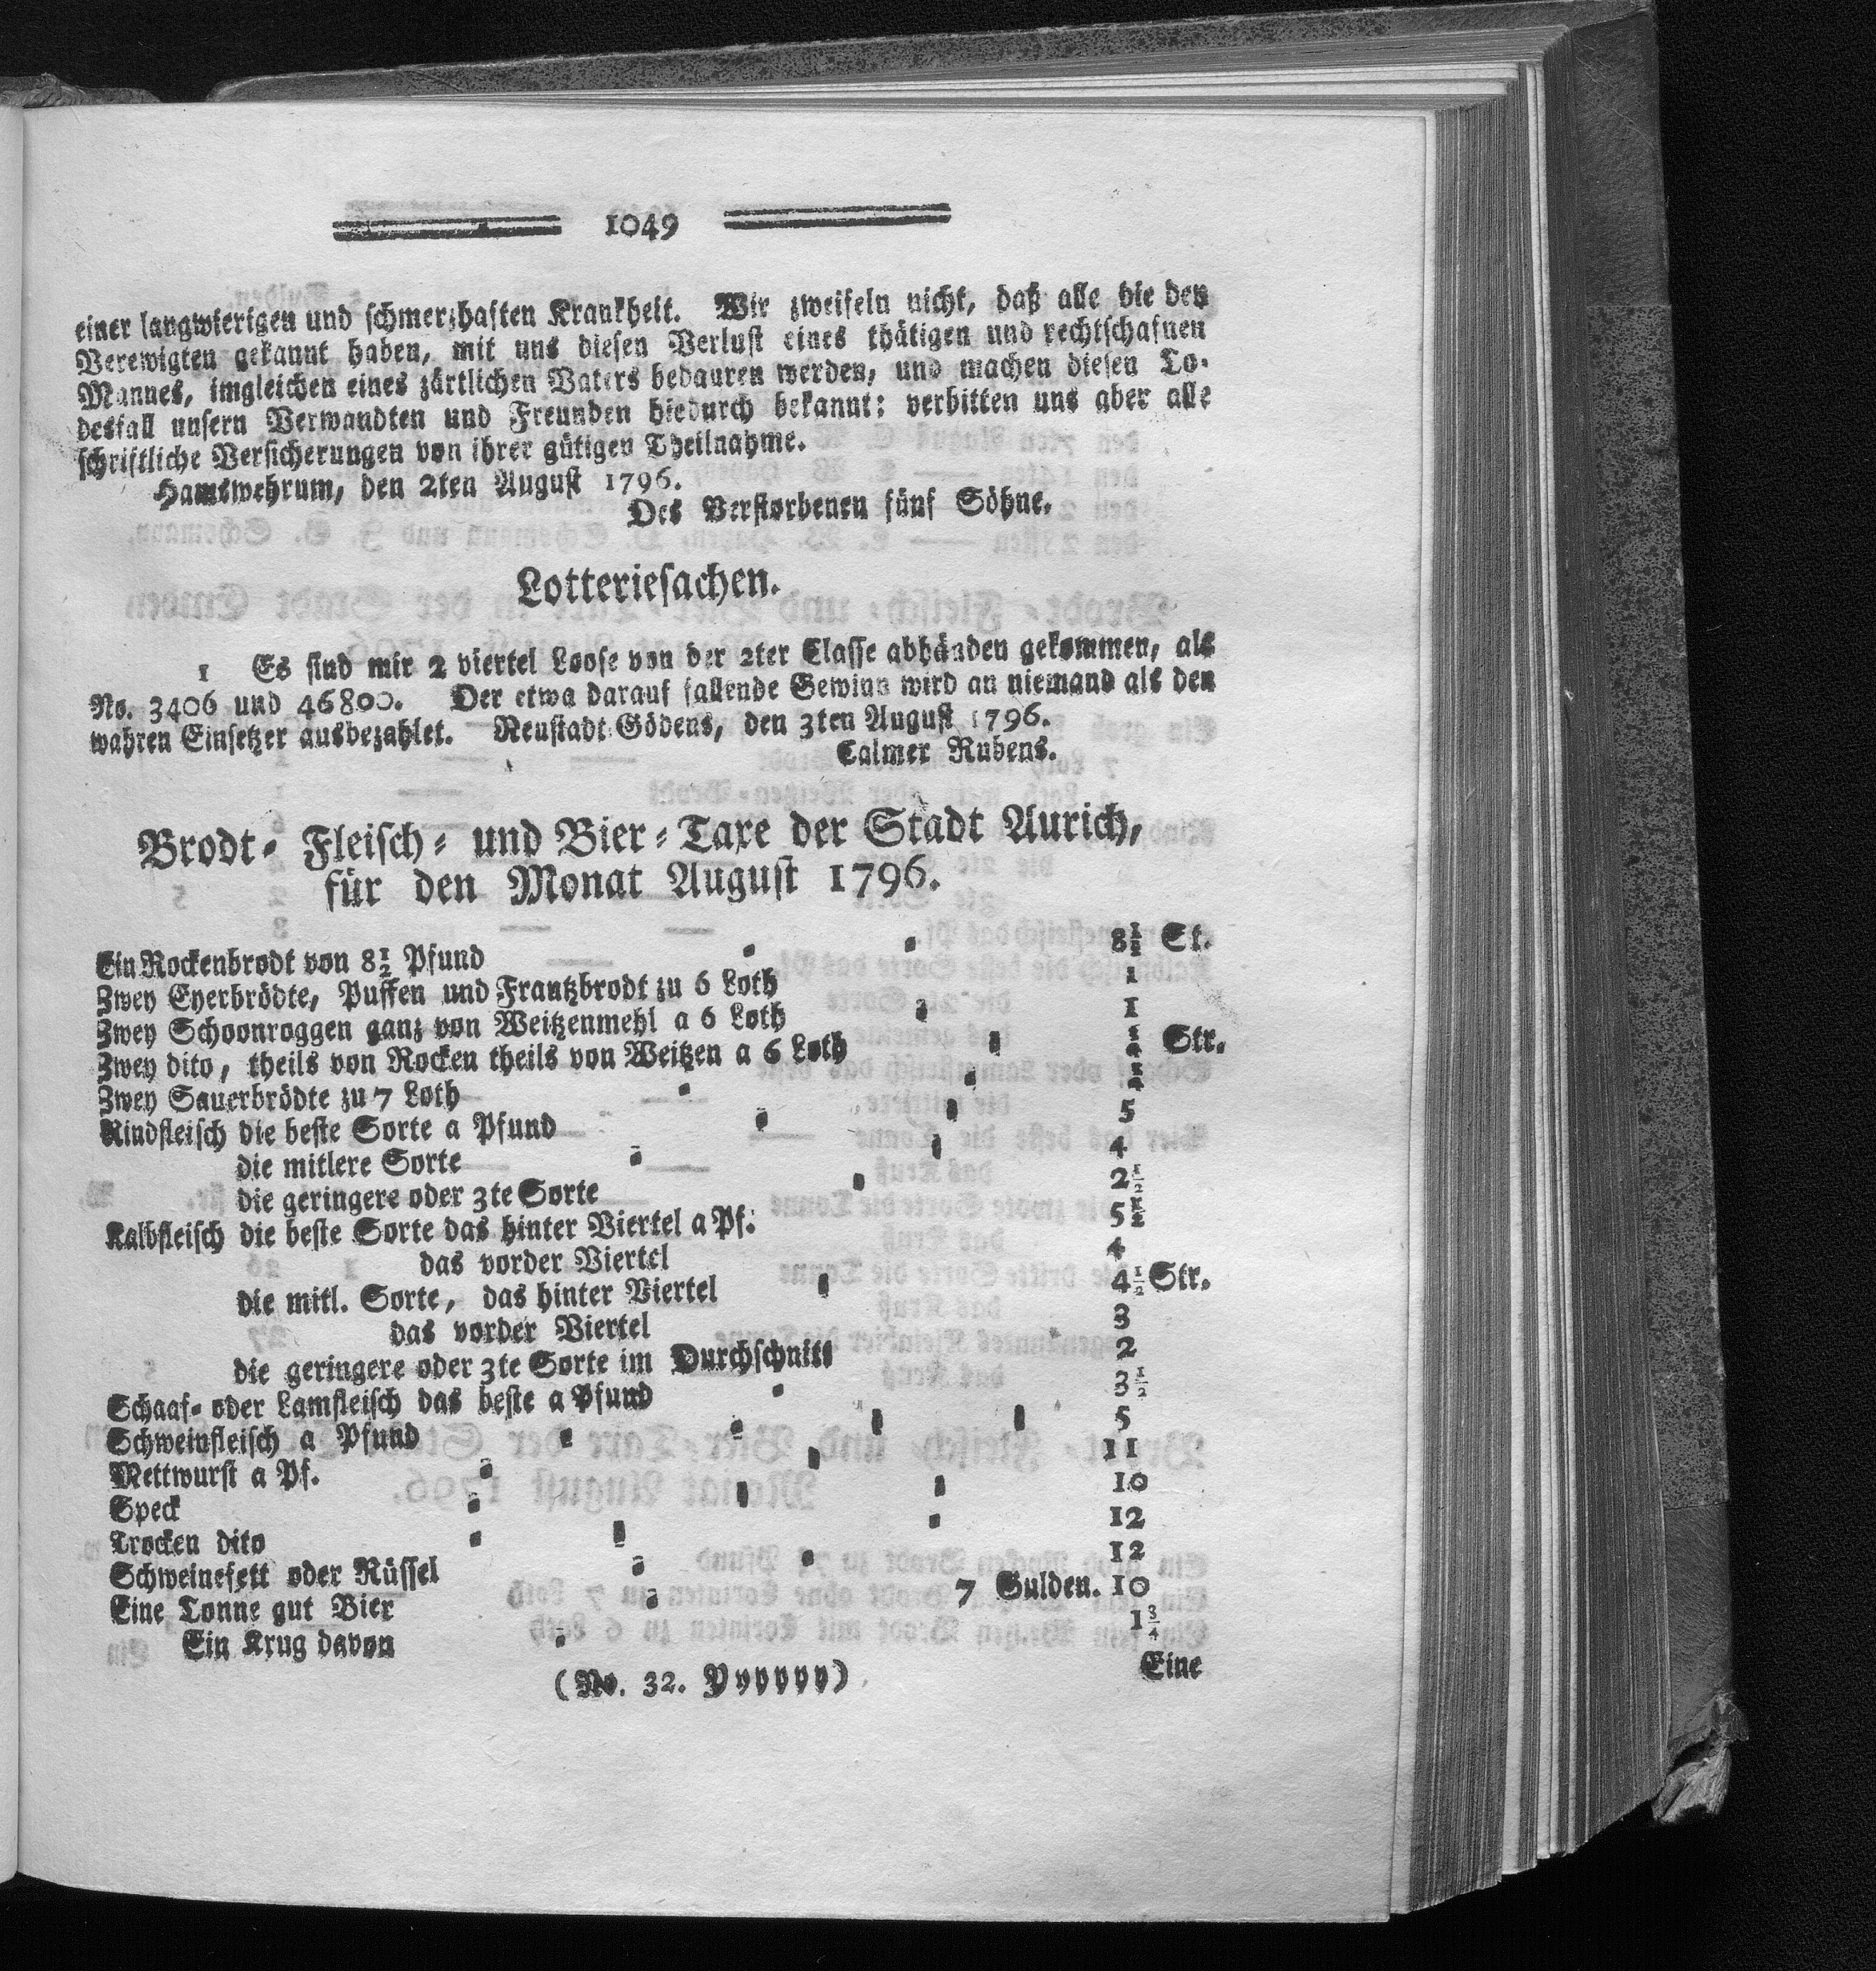 1049
einer langwierigen und schmerzhaften Krankheit. Wir zweifeln nicht, daß alle die den
Verewigten gekannt haben, mit uns diesen Verlust eines thätigen und rechtschafnen
Mannes, imgleichen eines zärtlichen Vaters bedauren werden, und machen diesen To-
desfall unsern Verwandten und Freunden hiedurch bekannt: verbitten uns aber alle
schriftliche Versicherungen von ihrer gütigen Theilnahme.
Hamswehrum, den 2ten August 1796.
Des Verstorbenen fünf Söhne.
Lotteriesachen.
1 Es sind mir 2 viertel Loose von der 2ter Classe abhänden gekommen, als
No. 3406 und 46800. Der etwa darauf fallende Gewinn wird an niemand als den
wahren Einsetzer ausbezahlet. Neustadt-Gödens, den 3ten August 1796.
Calmer Rubens.
Brodt- Fleisch- und Bier-Taxe der Stadt Aurich,
für den Monat August 1796.
Ein Rockenbrodt von 8½ Pfund 8½ St.
Zwey Eyerbrödte, Puffen und Frantzbrodt zu 6 Loth 1
Zwey Schoonroggen ganz von Weitzenmehl a 6 Loth 1
Zwey dito, theils von Rocken theils von Weitzen a 6 Loth Str.
Zwey Sauerbrödte zu 7 Loth
Rindfleisch die beste Sorte a Pfund 5
die mitlere Sorte 4
die geringere oder 3te Sorte 2½
Kalbfleisch die beste Sorte das hinter Viertel a Pf. 5½
das vorder Viertel 4
die mitl. Sorte, das hinter Viertel 4½ Str.
das vorder Viertel 3
die geringere oder 3te Sorte im Durchschnitt 2
Schaaf- oder Lamfleisch das beste a Pfund 3½
Schweinfleisch a Pfund 5
Mettwurst a Pf. 11
Speck 10
Trocken dito 12
Schweinefett oder Rüssel 12
Eine Tonne gut Bier 7 Gulden. 10
Ein Krug davon 1¾
(No. 32. Yyyyyy) Eine